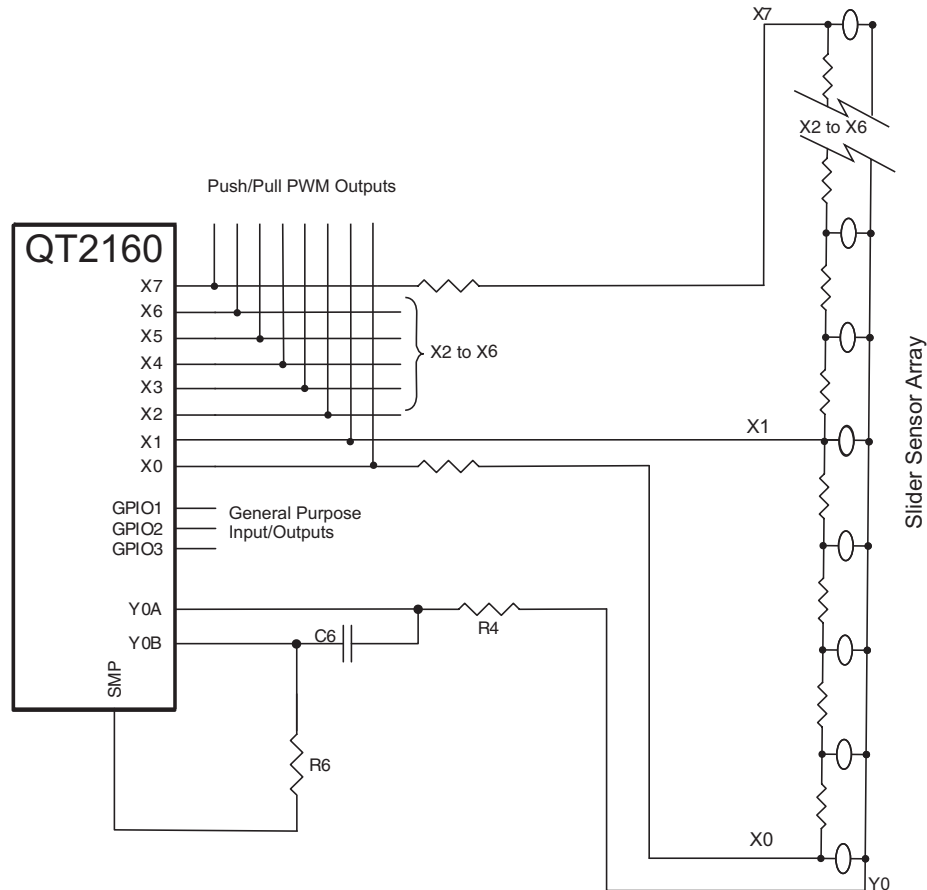 X7
X2 to X6
Push/Pull PWM Outputs
QT2160
X7
X6
X5
X4
X3
X2
X1
X0
X2 to X6
X1
GPIO1
GPIO2
GPIO3
General Purpose
Input/Outputs
Slider Sensor Array
Y0A
Y0B
C6
R4
SMP
R6
X0
Y0